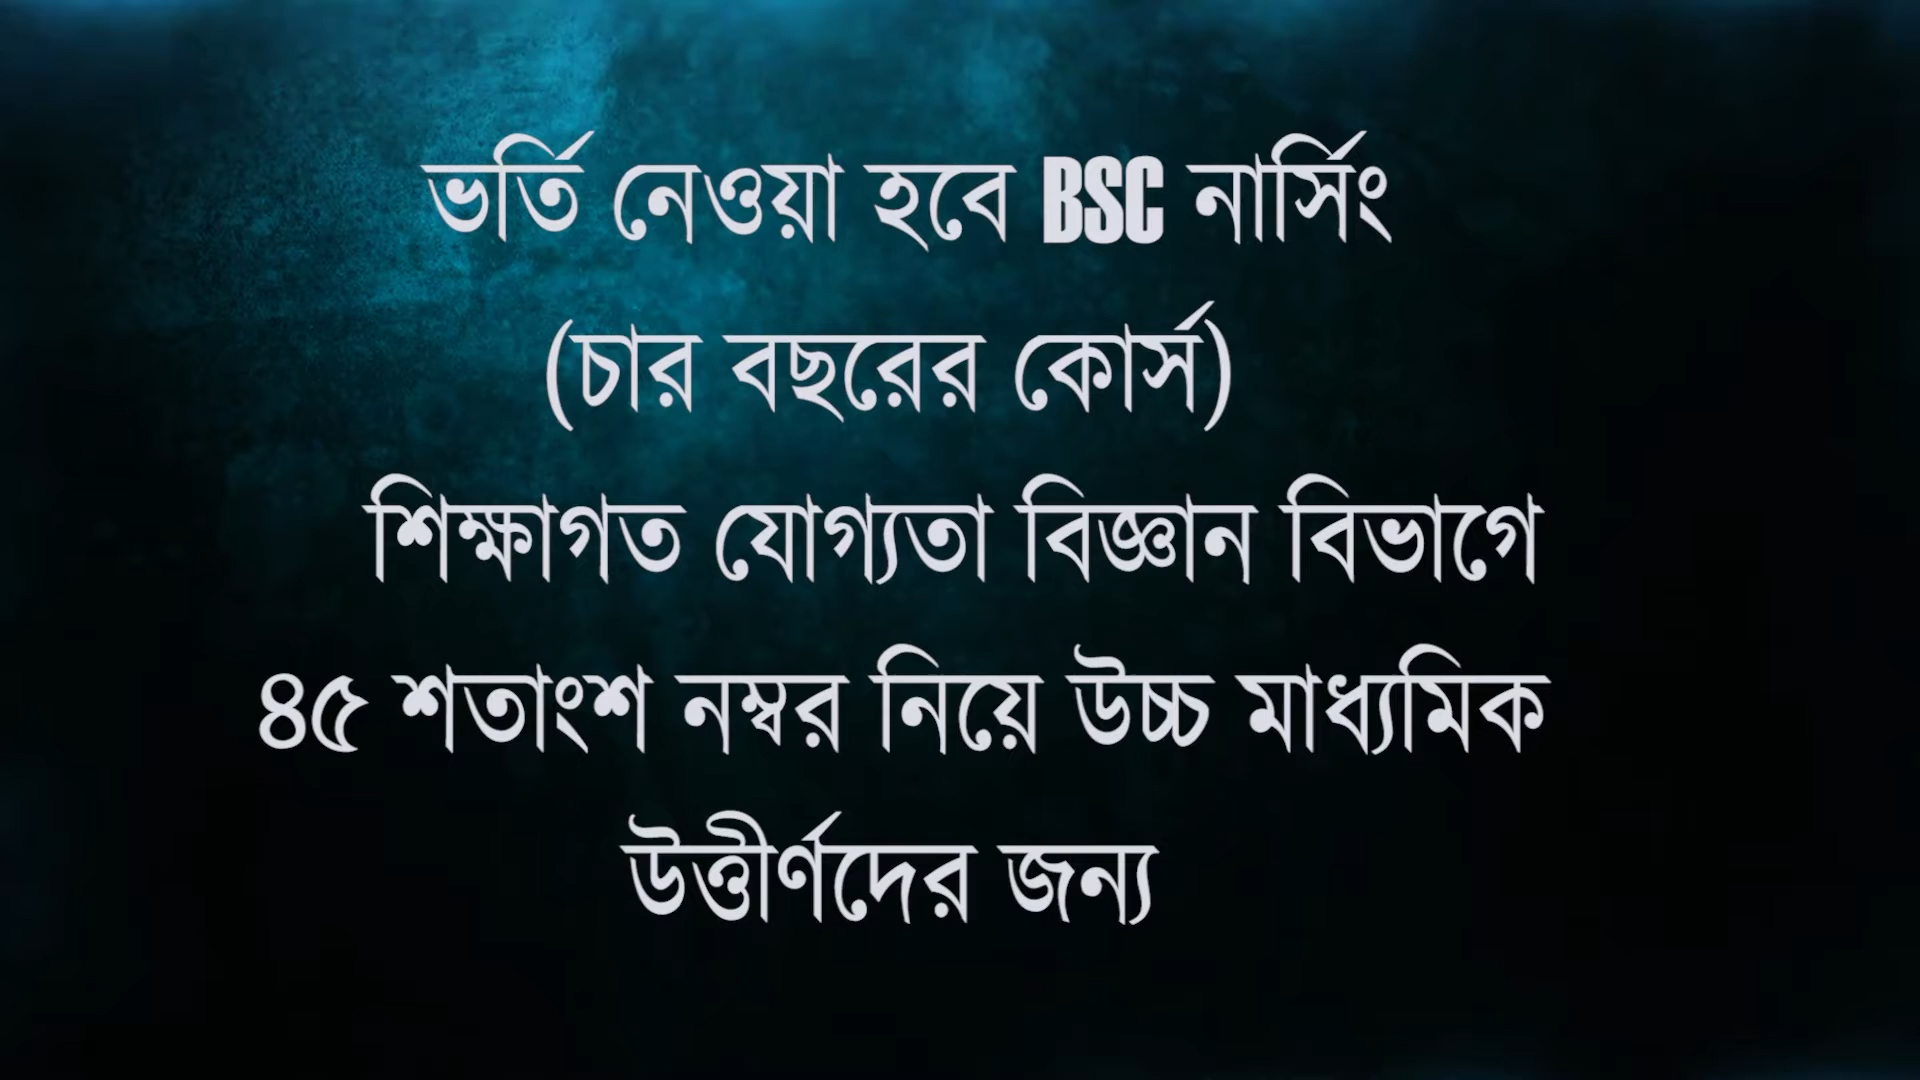 ভর্তি নেওয়া হবে BSC নার্সিং
(চার বছরের কোর্স)
শিক্ষাগত যোগ্যতা বিজ্ঞান বিভাগে
৪৫ শতাংশ নম্বর নিয়ে উচ্চ মাধ্যমিক
উত্তীর্ণদের জন্য